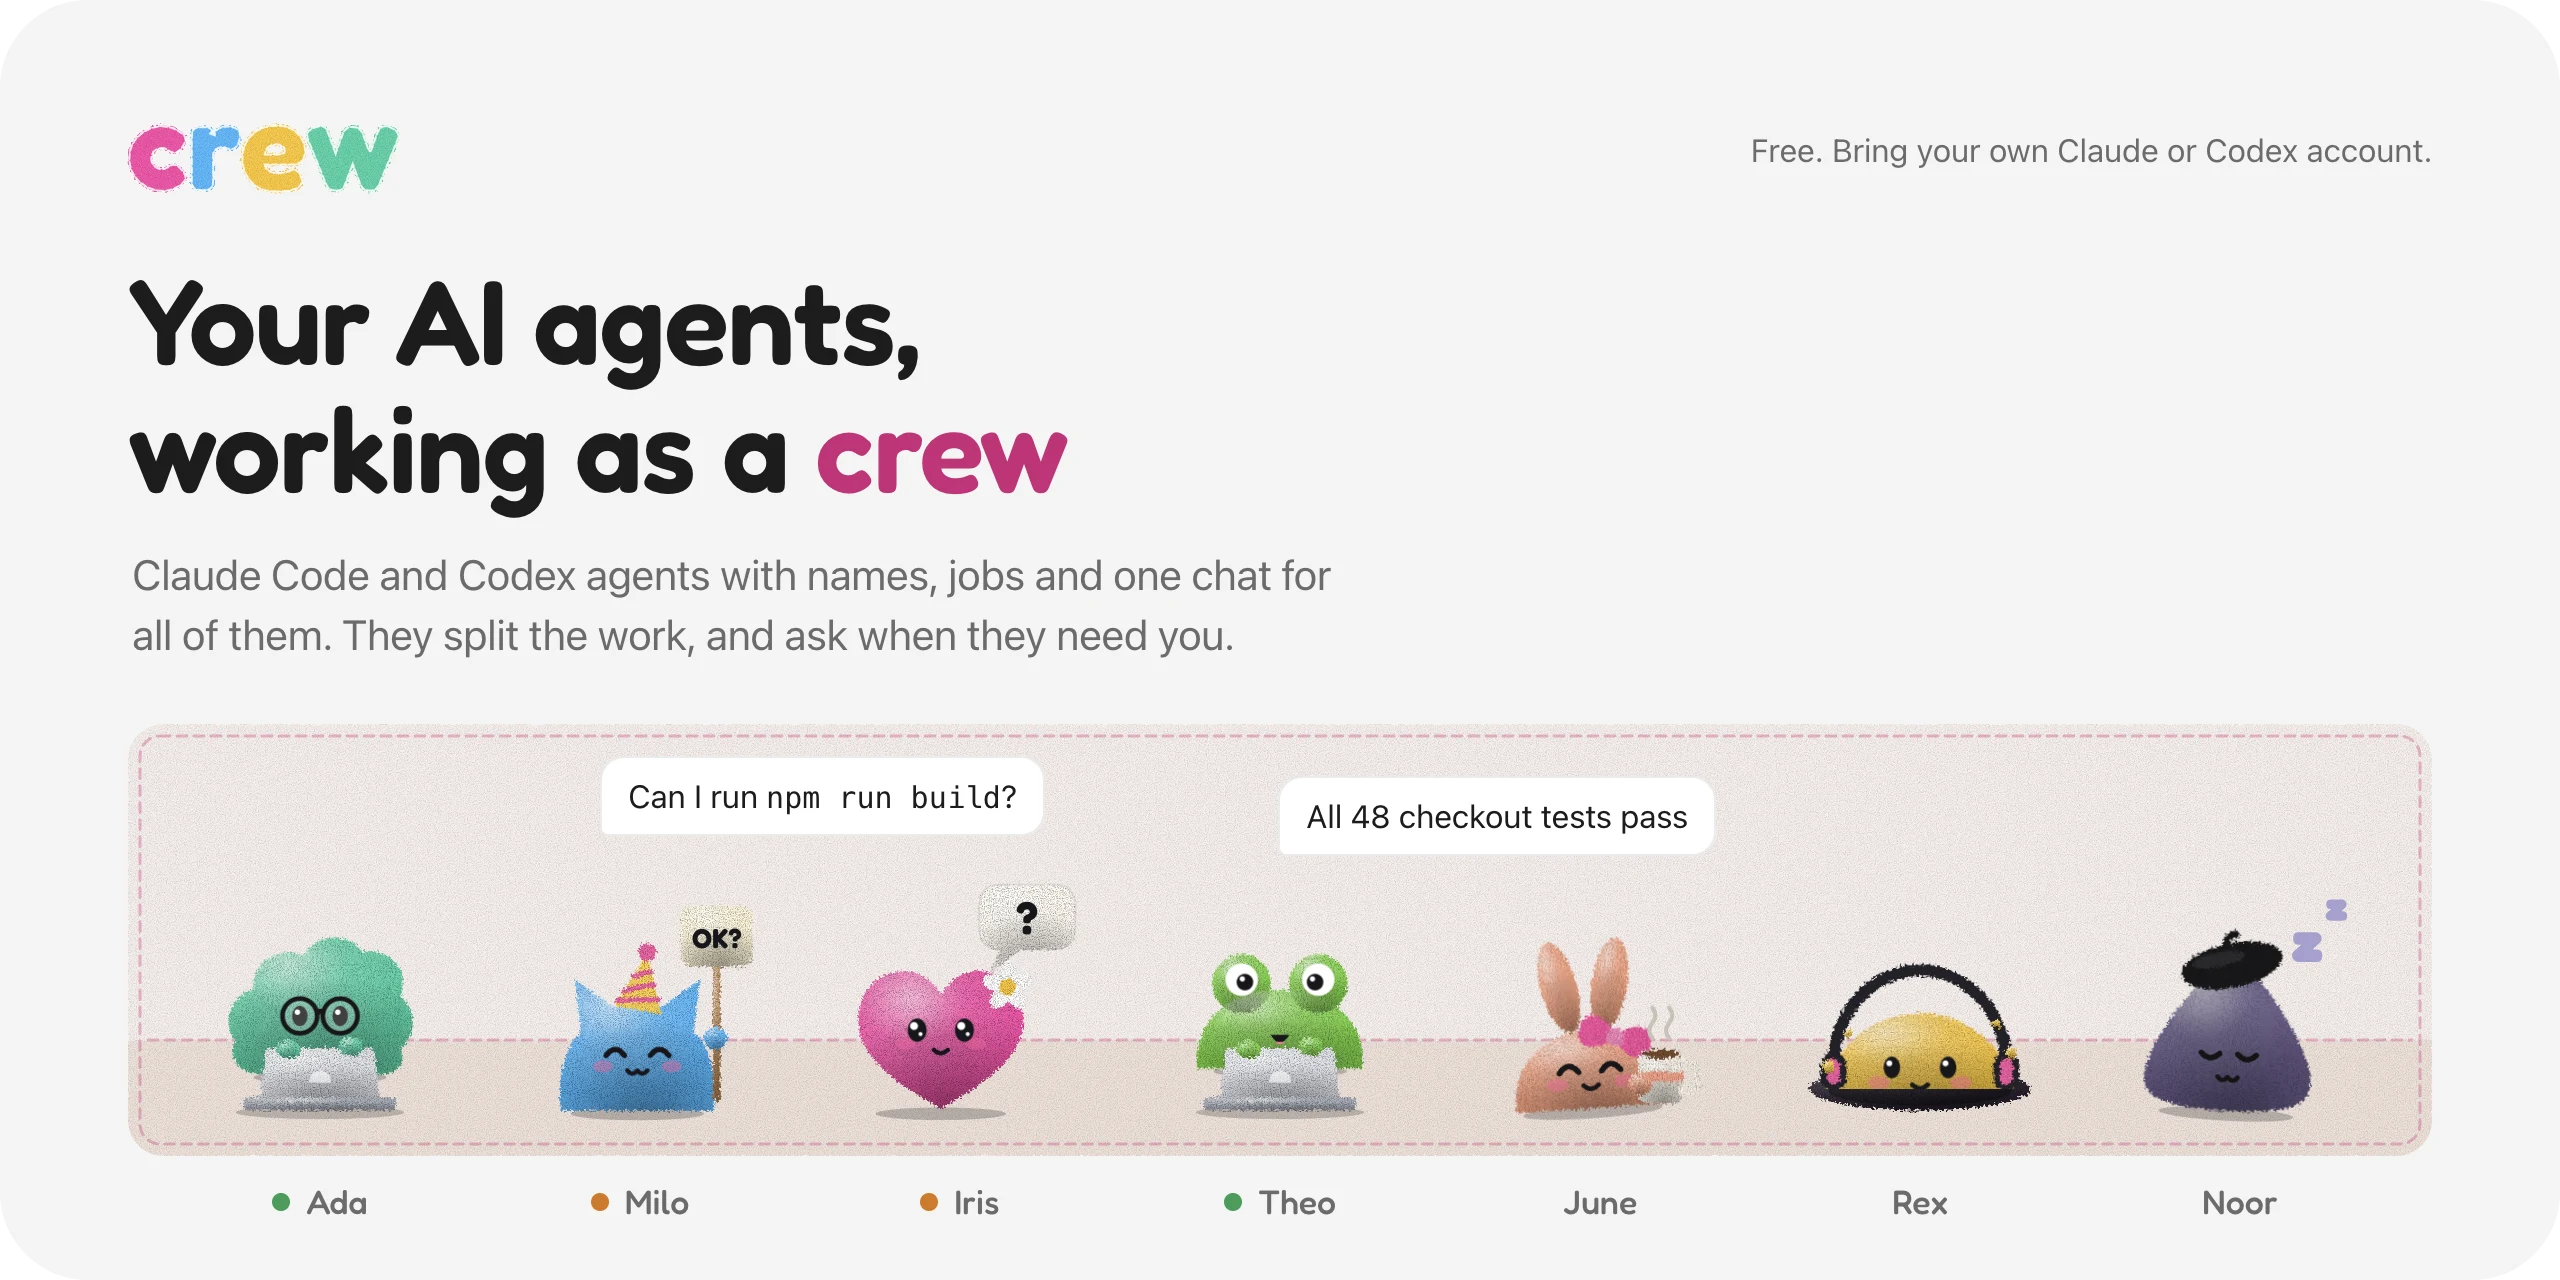 crew
Free. Bring your own Claude or Codex account.
Your AI agents,
working as a crew
Claude Code and Codex agents with names, jobs and one chat for
all of them. They split the work, and ask when they need you.
Can I run npm run build?
All 48 checkout tests pass
OK?
?
z
z
Ada
Milo
Iris
Theo
June
Rex
Noor